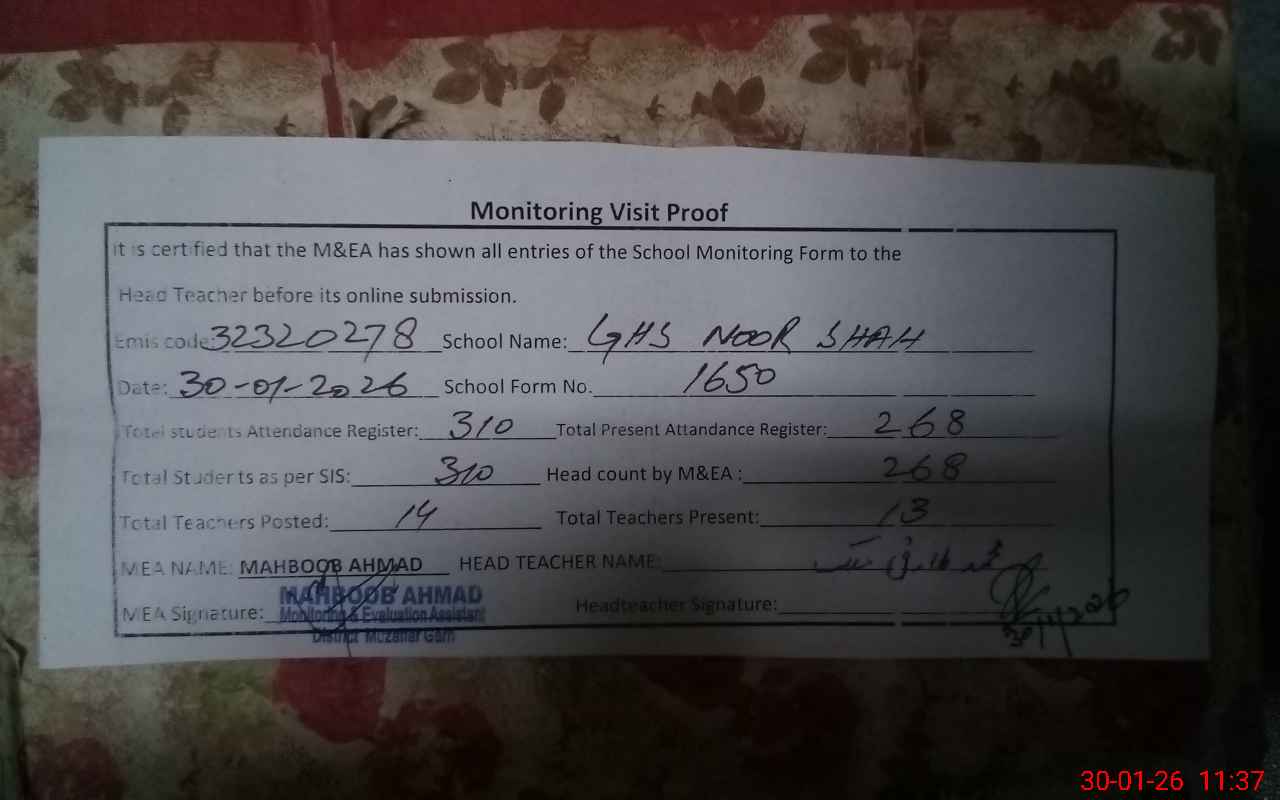 Monitoring Visit Proof
It is certified that the M&EA has shown all entries of the School Monitoring Form to the
Head Teacher before its online submission.
Emis code: 32320278 School Name: GHS NOOR SHAH
Date: 30-01-2026 School Form No. 1650
Total students Attendance Register: 310 Total Present Attandance Register: 268
Total Students as per SIS: 310 Head count by M&EA : 268
Total Teachers Posted: 14 Total Teachers Present: 13
MEA NAME: MAHBOOB AHMAD HEAD TEACHER NAME:
MEA Signature: Headteacher Signature:
MAHBOOB AHMAD
Monitoring & Evaluation Assistant
District Muzaffar Garh
30/1/2026
30-01-26 11:37